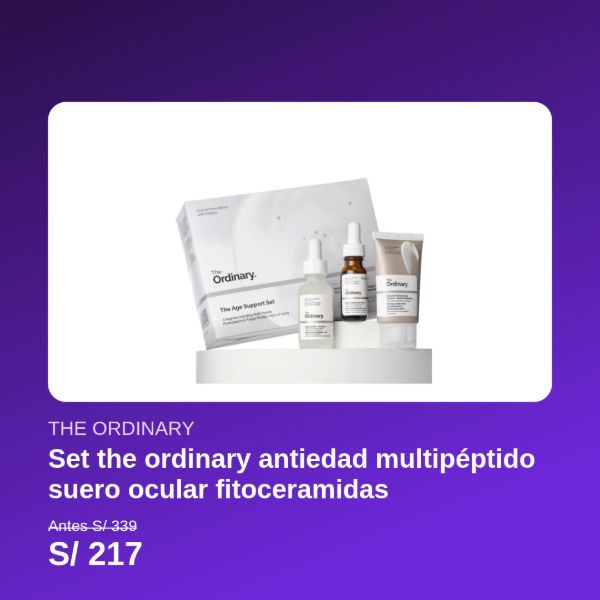 The
Ordinary.
The Age Support Set
The
Ordinary.
The
Ordinary.
The
Ordinary.
THE ORDINARY
Set the ordinary antiedad multipéptido
suero ocular fitoceramidas
Antes S/ 339
S/ 217